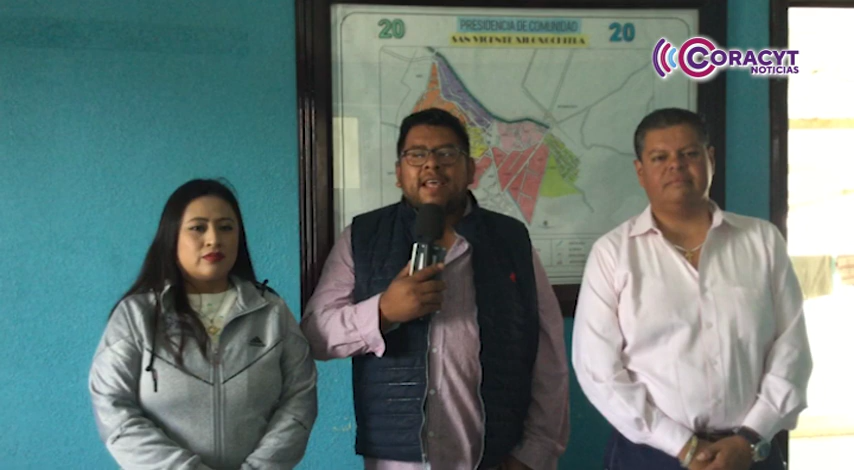 20
PRESIDENCIA DE COMUNIDAD
20
SAN VICENTE XILOXOCHITLA
CORACYT
NOTICIAS